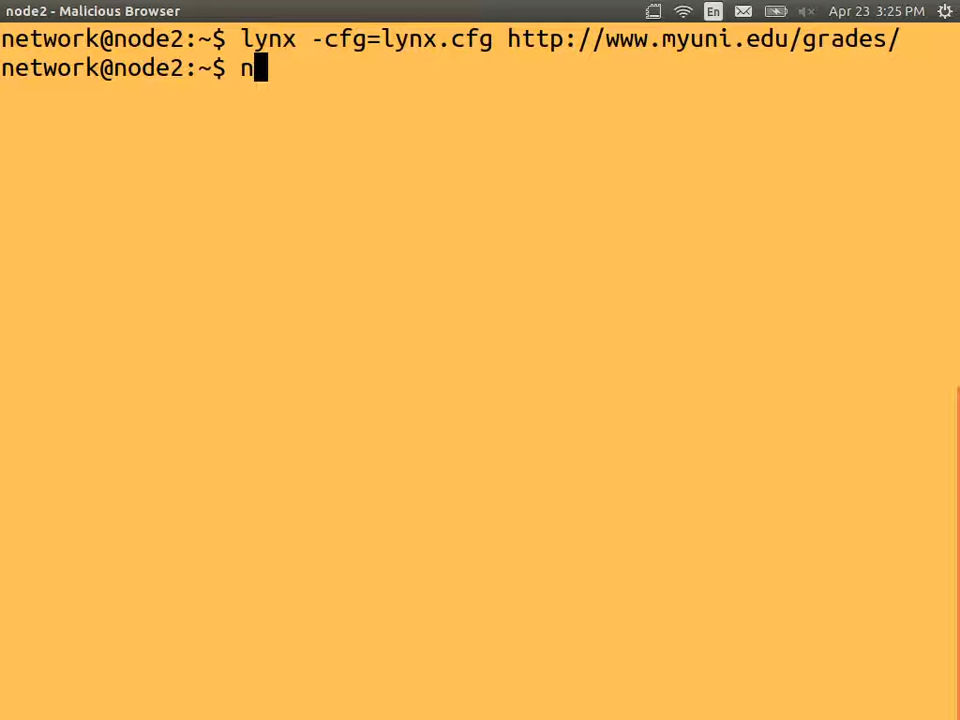 node2 - Malicious Browser En Apr 23 3:25 PM
network@node2:~$ lynx -cfg=lynx.cfg http://www.myuni.edu/grades/
network@node2:~$ n